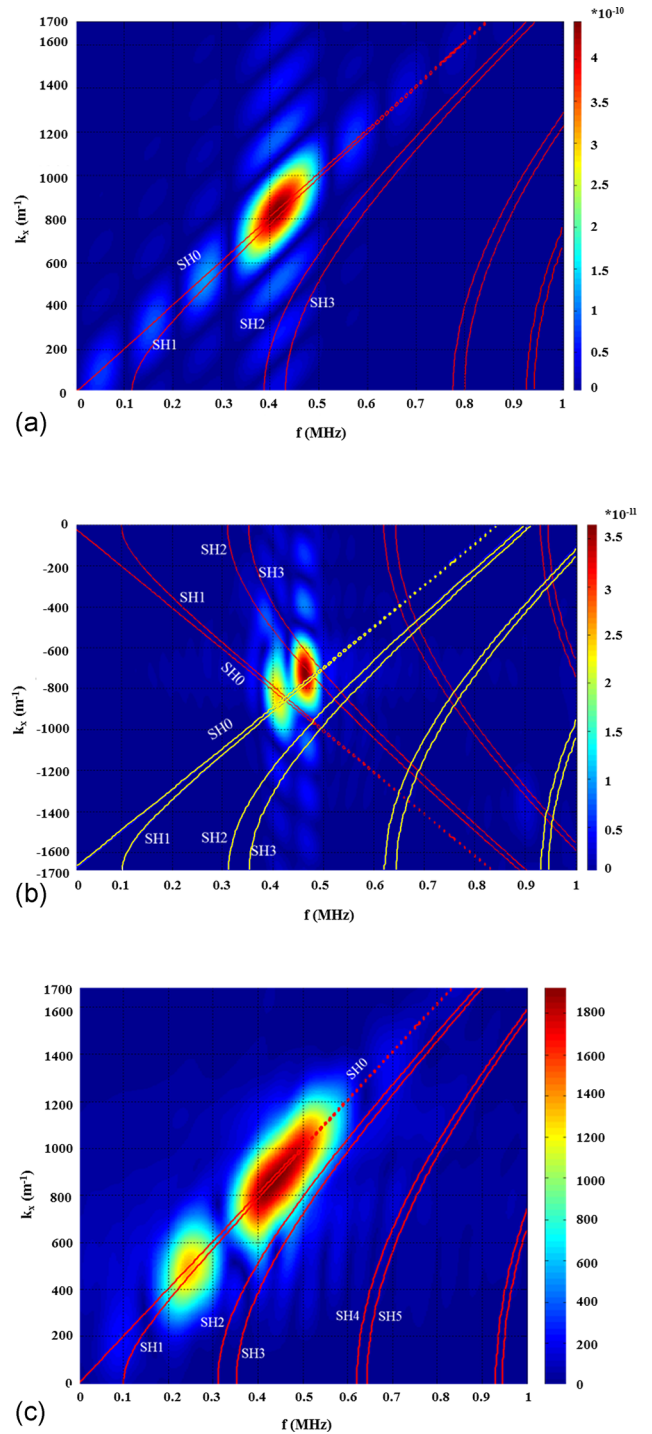 *10⁻¹⁰
1700
1600
1400
1200
1000
800
600
400
200
0
kx (m⁻¹)
SH0
SH1
SH2
SH3
4
3.5
3
2.5
2
1.5
1
0.5
0
0 0.1 0.2 0.3 0.4 0.5 0.6 0.7 0.8 0.9 1
f (MHz)
(a)
*10⁻¹¹
0
-200
-400
-600
-800
-1000
-1200
-1400
-1600
-1700
kx (m⁻¹)
SH2
SH3
SH1
SH0
SH0
SH1
SH2
SH3
3.5
3
2.5
2
1.5
1
0.5
0
0 0.1 0.2 0.3 0.4 0.5 0.6 0.7 0.8 0.9 1
f (MHz)
(b)
1700
1600
1400
1200
1000
800
600
400
200
0
kx (m⁻¹)
SH0
SH1
SH2
SH3
SH4
SH5
1800
1600
1400
1200
1000
800
600
400
200
0
0 0.1 0.2 0.3 0.4 0.5 0.6 0.7 0.8 0.9 1
f (MHz)
(c)